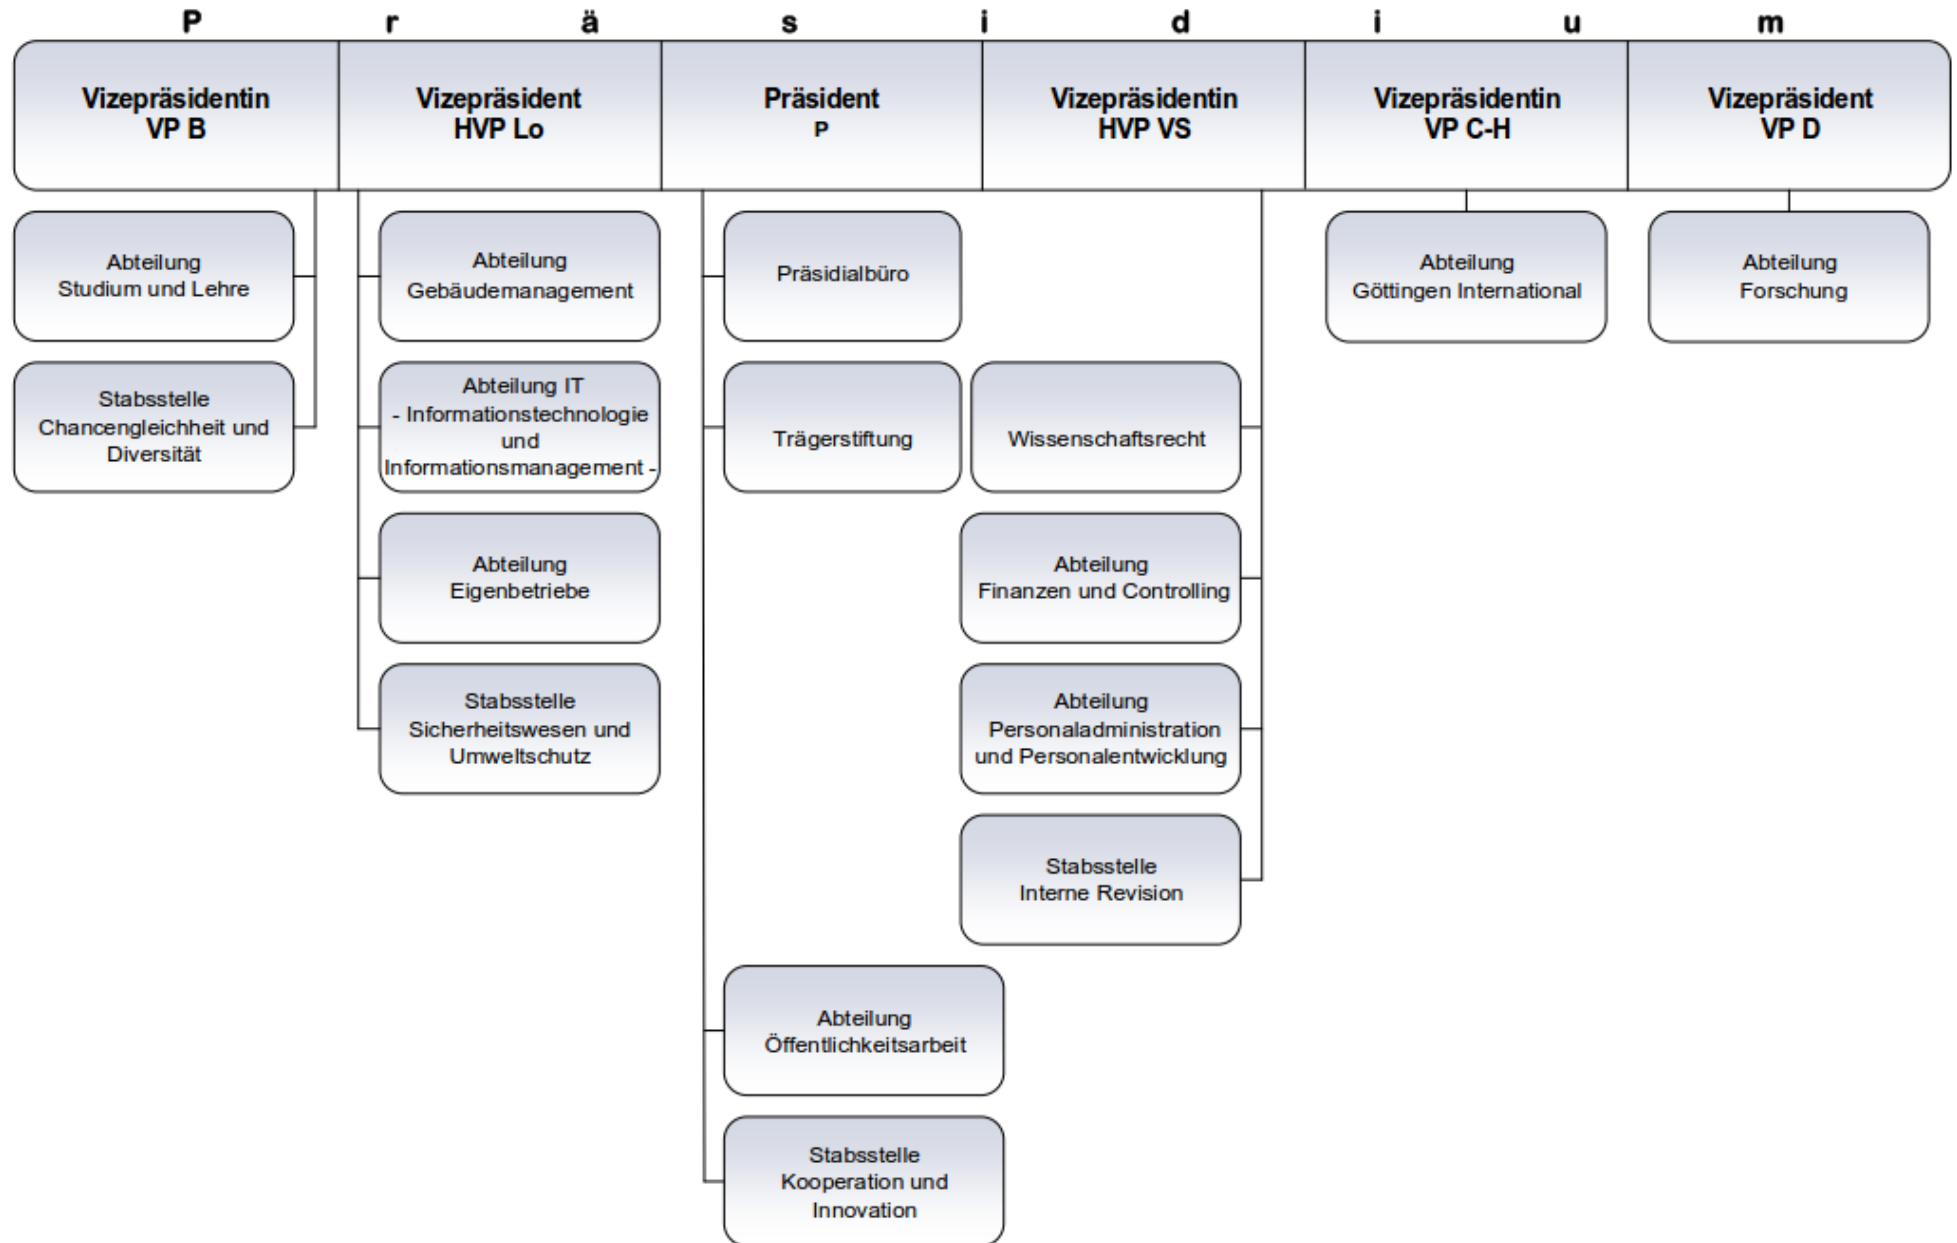 P r ä s i d i u m
Vizepräsidentin
VP B
Vizepräsident
HVP Lo
Präsident
P
Vizepräsidentin
HVP VS
Vizepräsidentin
VP C-H
Vizepräsident
VP D
Abteilung
Studium und Lehre
Stabsstelle
Chancengleichheit und
Diversität
Abteilung
Gebäudemanagement
Abteilung IT
- Informationstechnologie
und
Informationsmanagement -
Abteilung
Eigenbetriebe
Stabsstelle
Sicherheitswesen und
Umweltschutz
Präsidialbüro
Trägerstiftung
Abteilung
Öffentlichkeitsarbeit
Stabsstelle
Kooperation und
Innovation
Wissenschaftsrecht
Abteilung
Finanzen und Controlling
Abteilung
Personaladministration
und Personalentwicklung
Stabsstelle
Interne Revision
Abteilung
Göttingen International
Abteilung
Forschung